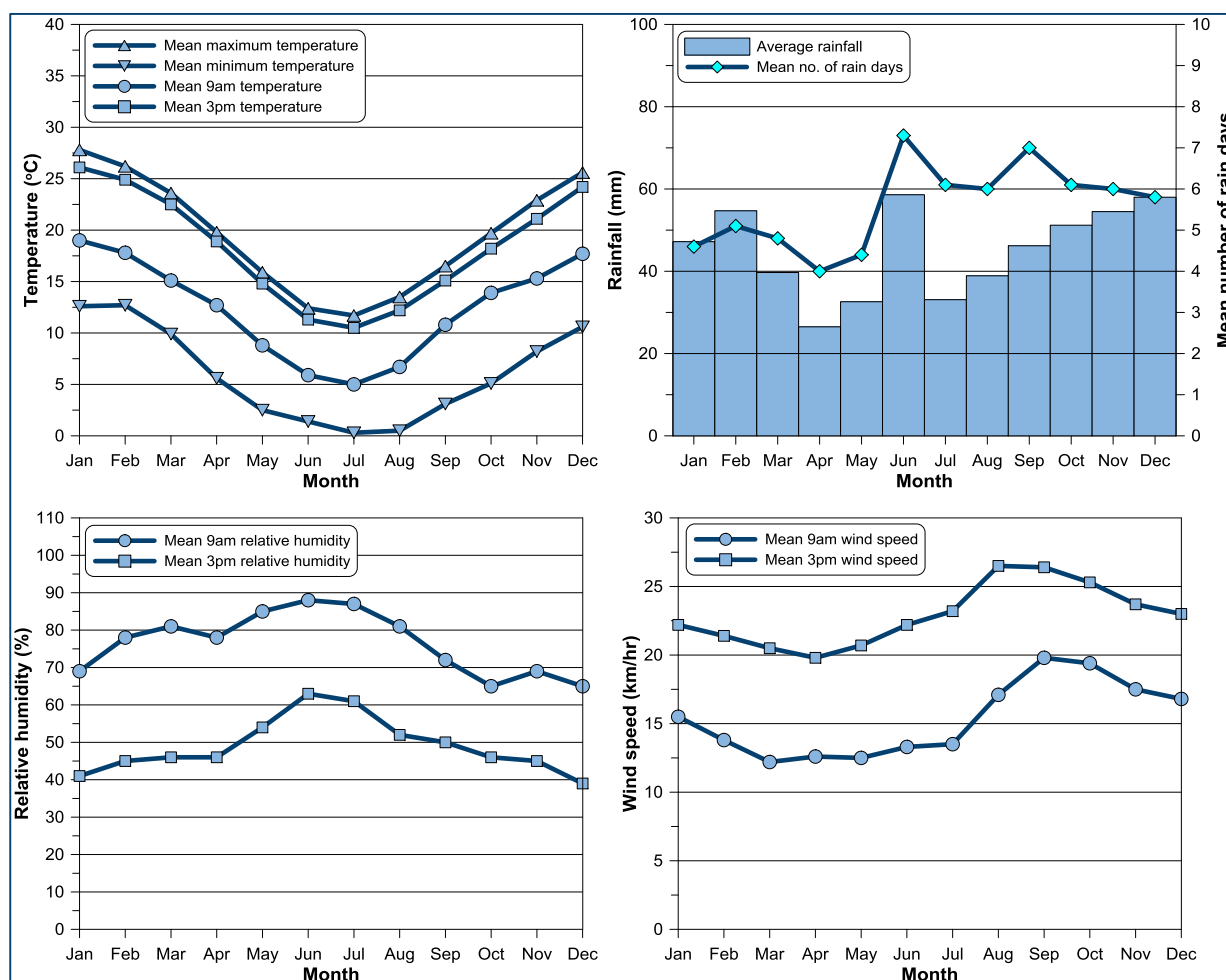 40
35
30
25
20
15
10
5
0
Temperature (oC)
Mean maximum temperature
Mean minimum temperature
Mean 9am temperature
Mean 3pm temperature
Jan Feb Mar Apr May Jun Jul Aug Sep Oct Nov Dec
Month
100
80
60
40
20
0
Rainfall (mm)
Average rainfall
Mean no. of rain days
10
9
8
7
6
5
4
3
2
1
0
Mean number of rain days
Jan Feb Mar Apr May Jun Jul Aug Sep Oct Nov Dec
Month
110
100
90
80
70
60
50
40
30
20
10
0
Relative humidity (%)
Mean 9am relative humidity
Mean 3pm relative humidity
Jan Feb Mar Apr May Jun Jul Aug Sep Oct Nov Dec
Month
30
25
20
15
10
5
0
Wind speed (km/hr)
Mean 9am wind speed
Mean 3pm wind speed
Jan Feb Mar Apr May Jun Jul Aug Sep Oct Nov Dec
Month